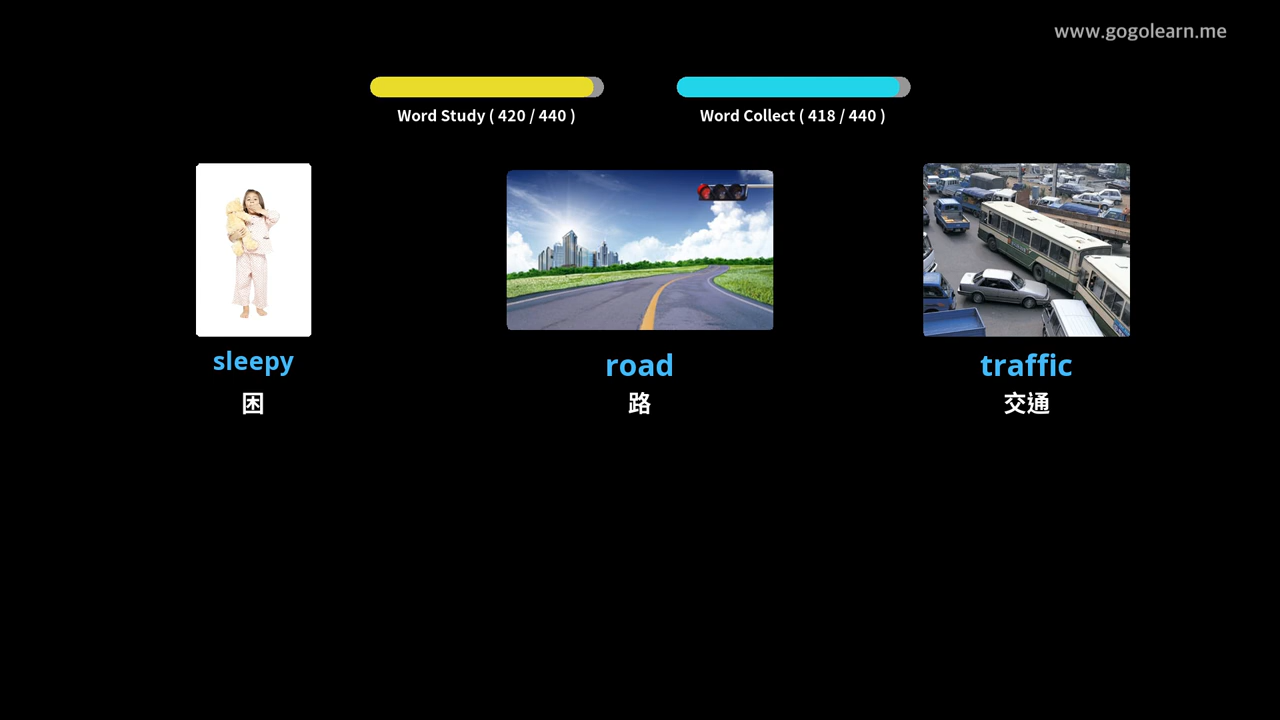 www.gogolearn.me
Word Study ( 420 / 440 )
Word Collect ( 418 / 440 )
sleepy
困
road
路
traffic
交通